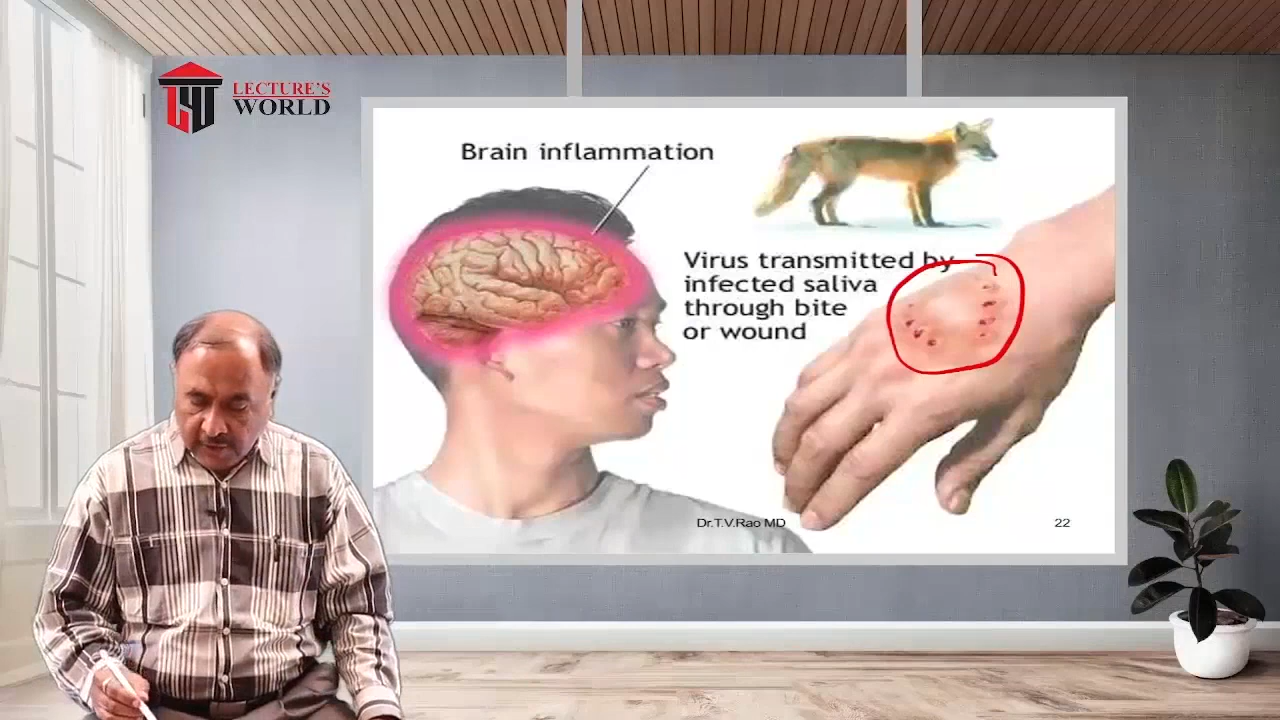 LECTURE'S
WORLD
Brain inflammation
Virus transmitted by
infected saliva
through bite
or wound
Dr.T.V.Rao MD
22